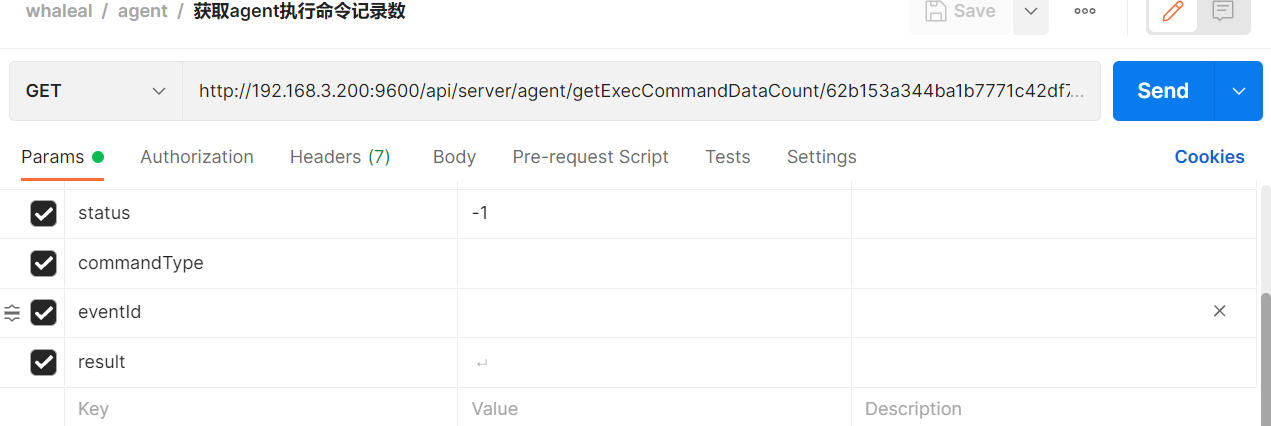 whaleal / agent / 获取agent执行命令记录数
Save
GET http://192.168.3.200:9600/api/server/agent/getExecCommandDataCount/62b153a344ba1b7771c42df7... Send
Params Authorization Headers (7) Body Pre-request Script Tests Settings Cookies
status -1
commandType
eventId
result ↵
Key Value Description